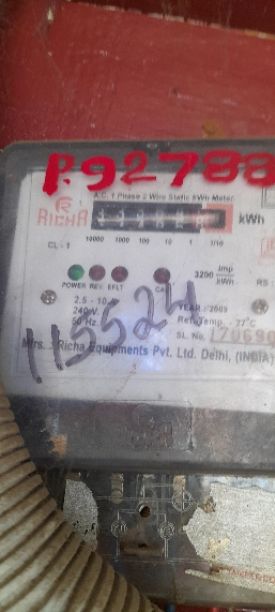 P.92788
A.C. 1 Phase 2 Wire Static kWh Meter
RICHA
kWh
CL - 1
10000 1000 100 10 1 1/10
3200 imp/kWh
POWER REV EFLT CAL
RS
2.5 - 10
240 V
50 Hz
YEAR : 2009
Ref. Temp. - 27°C
SL. No.
Mfrs. : Richa Equipments Pvt. Ltd. Delhi, (INDIA)